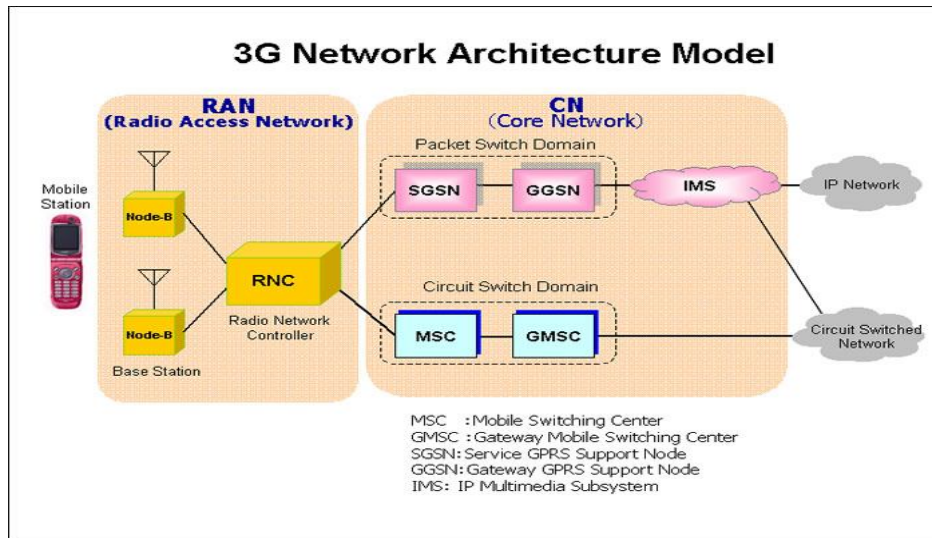 3G Network Architecture Model
RAN
(Radio Access Network)
CN
(Core Network)
Packet Switch Domain
Mobile
Station
Node-B
SGSN
GGSN
IMS
IP Network
RNC
Radio Network
Controller
Circuit Switch Domain
Node-B
Base Station
MSC
GMSC
Circuit Switched
Network
MSC : Mobile Switching Center
GMSC : Gateway Mobile Switching Center
SGSN: Service GPRS Support Node
GGSN: Gateway GPRS Support Node
IMS: IP Multimedia Subsystem